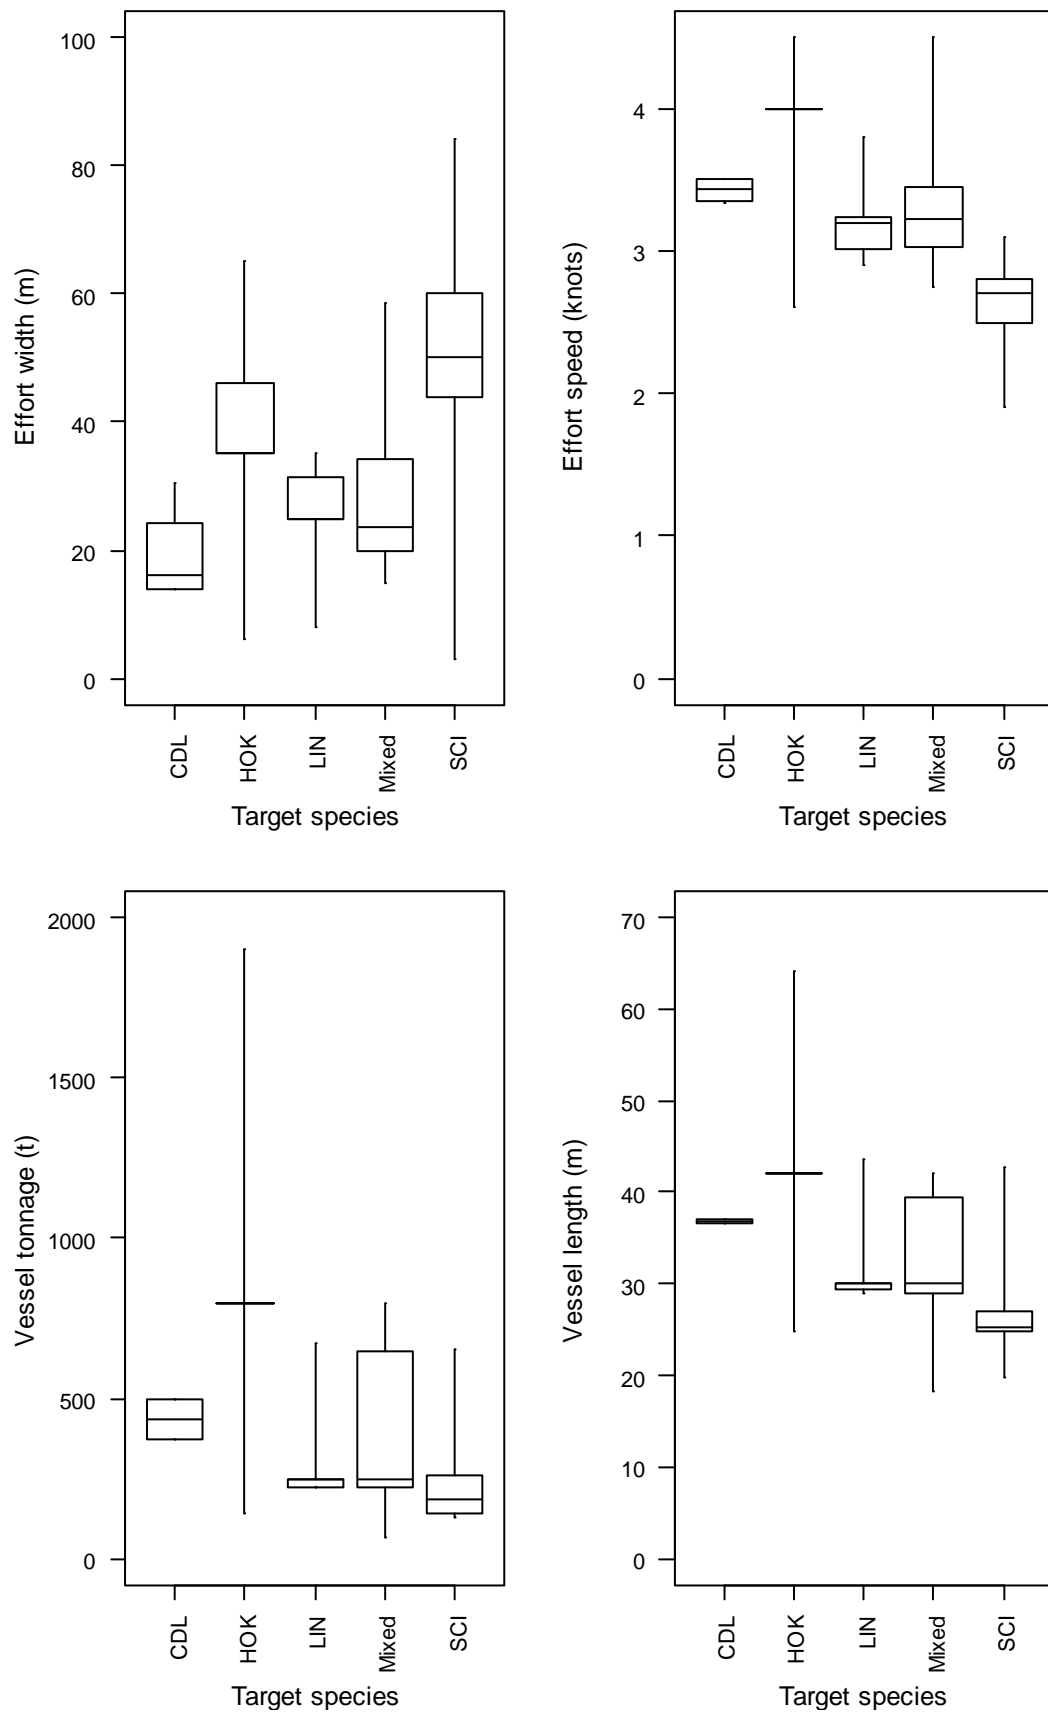 Effort width (m)
100
80
60
40
20
0
CDL
HOK
LIN
Mixed
SCI
Target species
Effort speed (knots)
4
3
2
1
0
CDL
HOK
LIN
Mixed
SCI
Target species
Vessel tonnage (t)
2000
1500
1000
500
0
CDL
HOK
LIN
Mixed
SCI
Target species
Vessel length (m)
70
60
50
40
30
20
10
0
CDL
HOK
LIN
Mixed
SCI
Target species